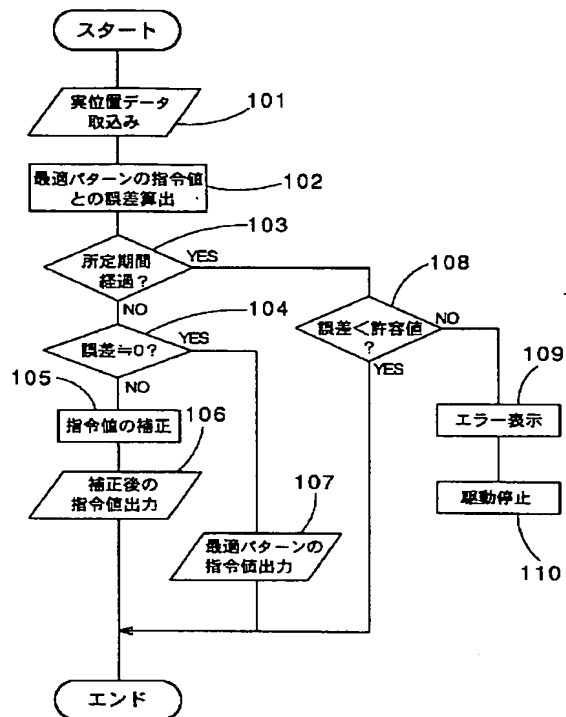 スタート
実位置データ
取込み
101
最適パターンの指令値
との誤差算出
102
103
所定期間
経過？
YES
NO
104
誤差≒0？
YES
NO
105
指令値の補正
106
補正後の
指令値出力
107
最適パターンの
指令値出力
108
誤差＜許容値
？
NO
YES
109
エラー表示
駆動停止
110
エンド